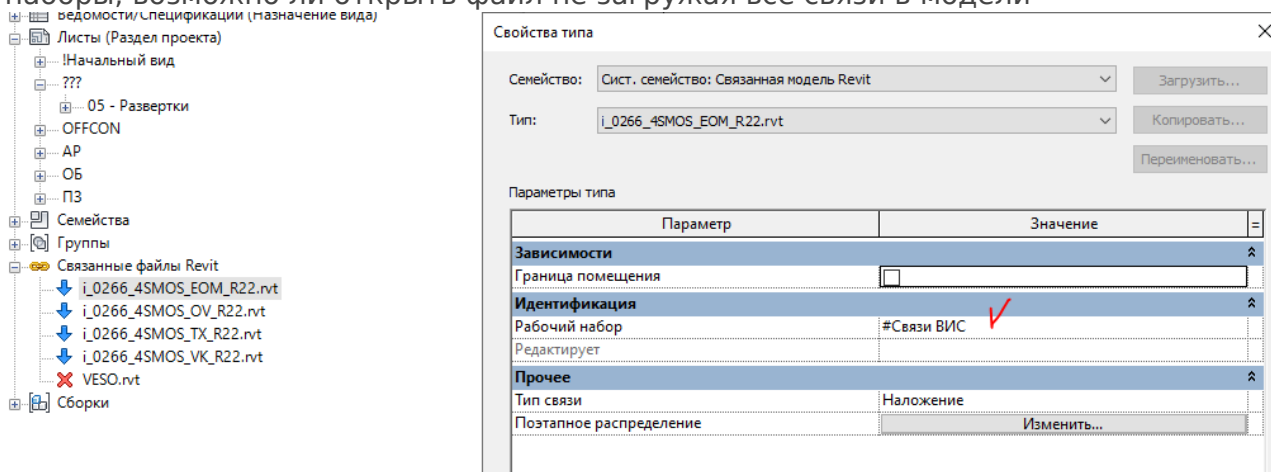 наборы, возможно ли открыть файл не загружая все связи в модели
Ведомости/Спецификации (Назначение вида)
Листы (Раздел проекта)
!Начальный вид
???
05 - Развертки
OFFCON
АР
ОБ
ПЗ
Семейства
Группы
Связанные файлы Revit
i_0266_4SMOS_EOM_R22.rvt
i_0266_4SMOS_OV_R22.rvt
i_0266_4SMOS_TX_R22.rvt
i_0266_4SMOS_VK_R22.rvt
VESO.rvt
Сборки
Свойства типа
Семейство: Сист. семейство: Связанная модель Revit Загрузить...
Тип: i_0266_4SMOS_EOM_R22.rvt Копировать...
Переименовать...
Параметры типа
Параметр Значение =
Зависимости
Граница помещения
Идентификация
Рабочий набор #Связи ВИС
Редактирует
Прочее
Тип связи Наложение
Поэтапное распределение Изменить...